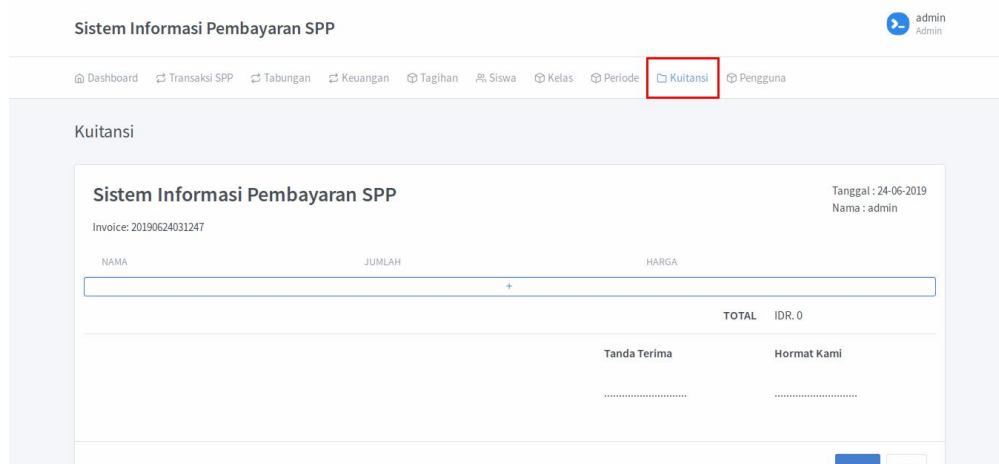 Sistem Informasi Pembayaran SPP
admin
Admin
Dashboard Transaksi SPP Tabungan Keuangan Tagihan Siswa Kelas Periode Kuitansi Pengguna
Kuitansi
Sistem Informasi Pembayaran SPP
Tanggal : 24-06-2019
Nama : admin
Invoice: 20190624031247
NAMA JUMLAH HARGA
+
TOTAL IDR. 0
Tanda Terima Hormat Kami
............................ ............................